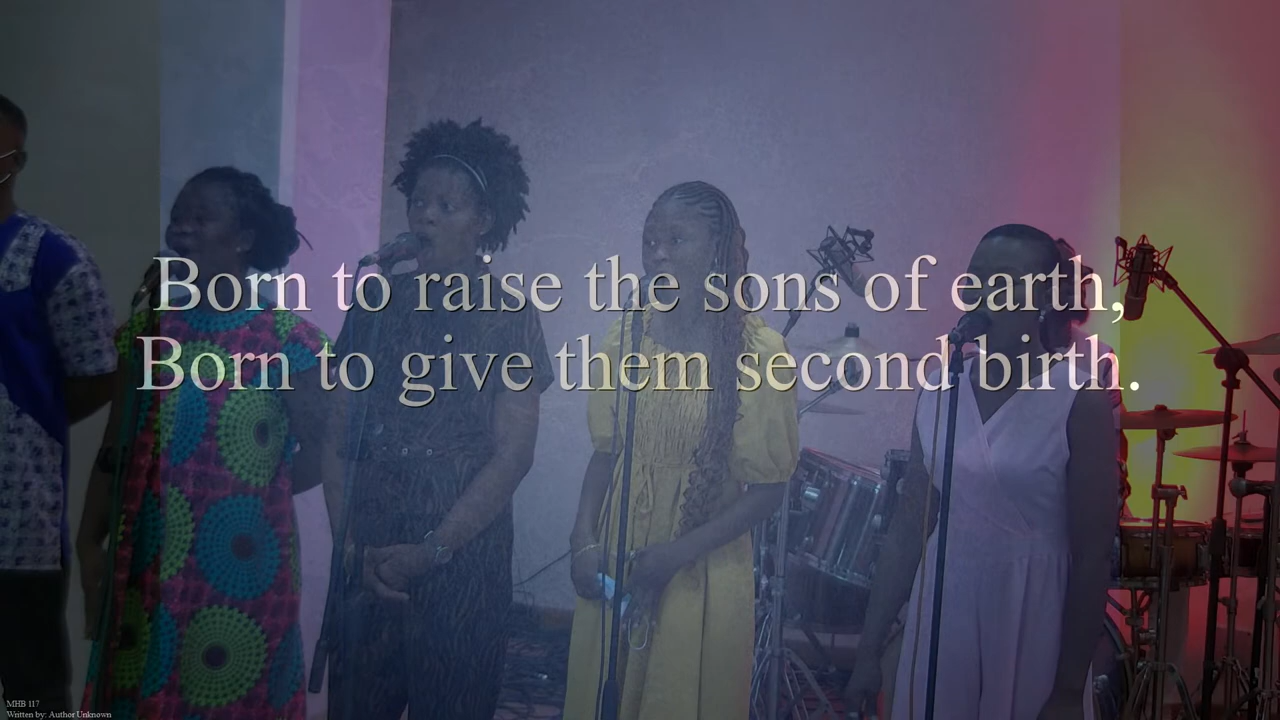 Born to raise the sons of earth,
Born to give them second birth.
MHB 117
Written by: Author Unknown